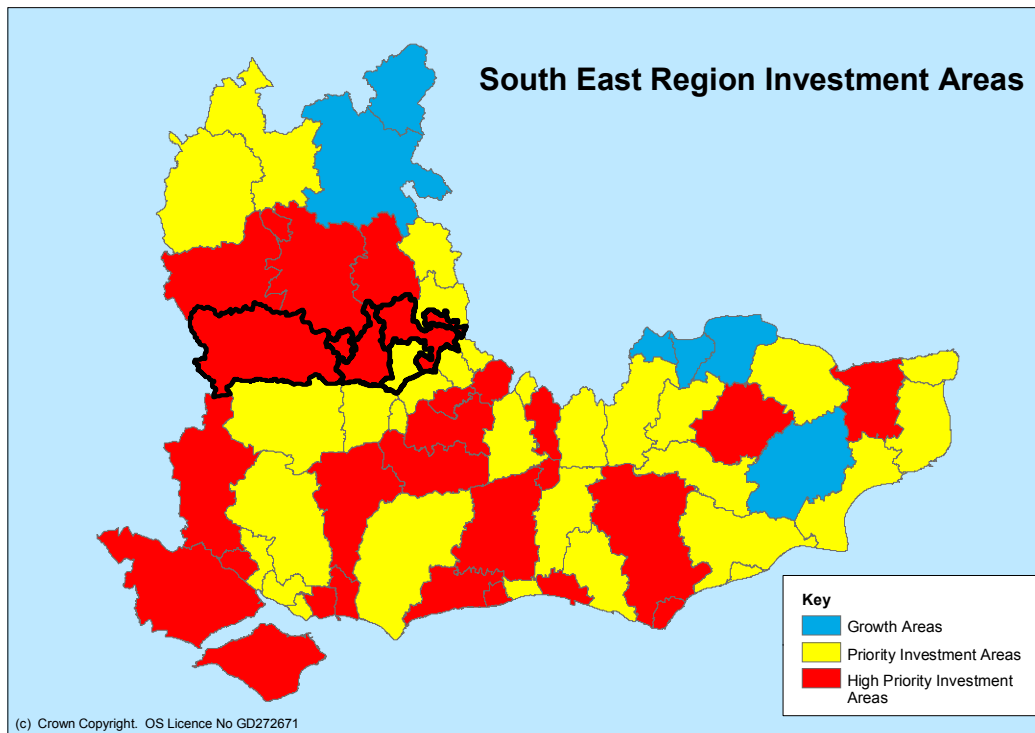 South East Region Investment Areas
Key
Growth Areas
Priority Investment Areas
High Priority Investment
Areas
(c) Crown Copyright. OS Licence No GD272671